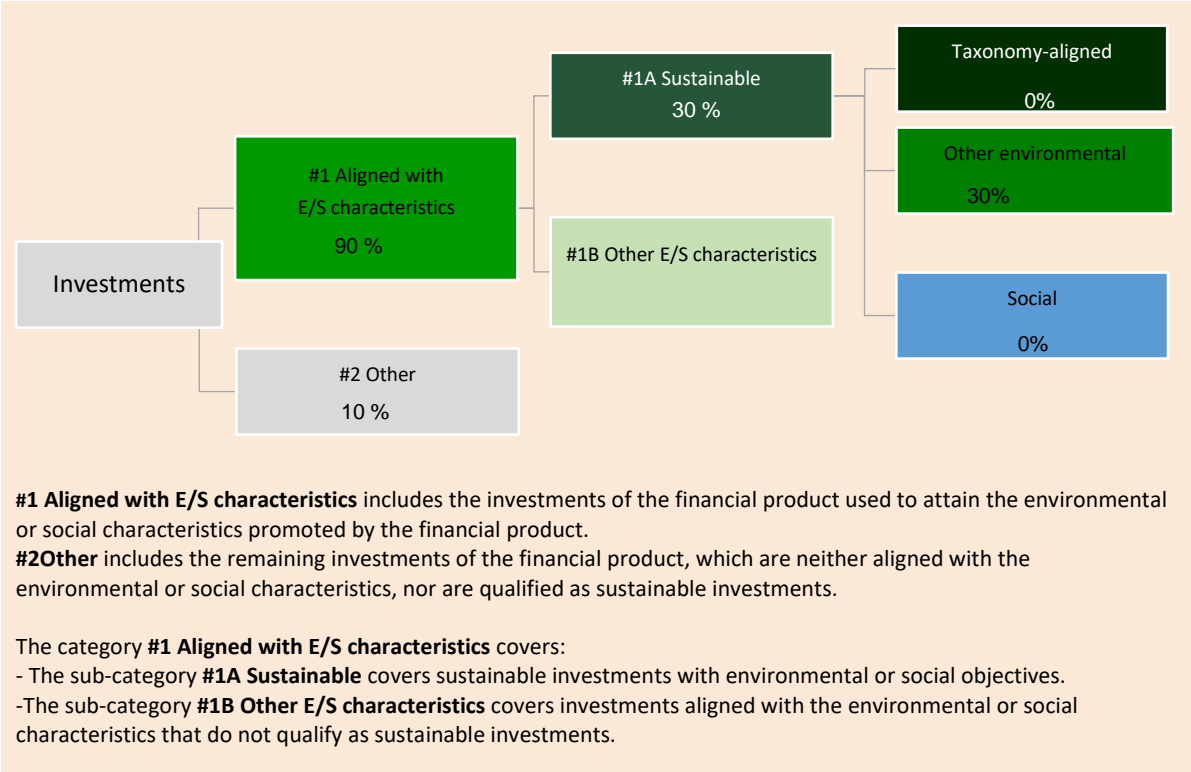 Investments
#1 Aligned with
E/S characteristics
90 %
#2 Other
10 %
#1A Sustainable
30 %
#1B Other E/S characteristics
Taxonomy-aligned
0%
Other environmental
30%
Social
0%
#1 Aligned with E/S characteristics includes the investments of the financial product used to attain the environmental
or social characteristics promoted by the financial product.
#2Other includes the remaining investments of the financial product, which are neither aligned with the
environmental or social characteristics, nor are qualified as sustainable investments.
The category #1 Aligned with E/S characteristics covers:
- The sub-category #1A Sustainable covers sustainable investments with environmental or social objectives.
-The sub-category #1B Other E/S characteristics covers investments aligned with the environmental or social
characteristics that do not qualify as sustainable investments.